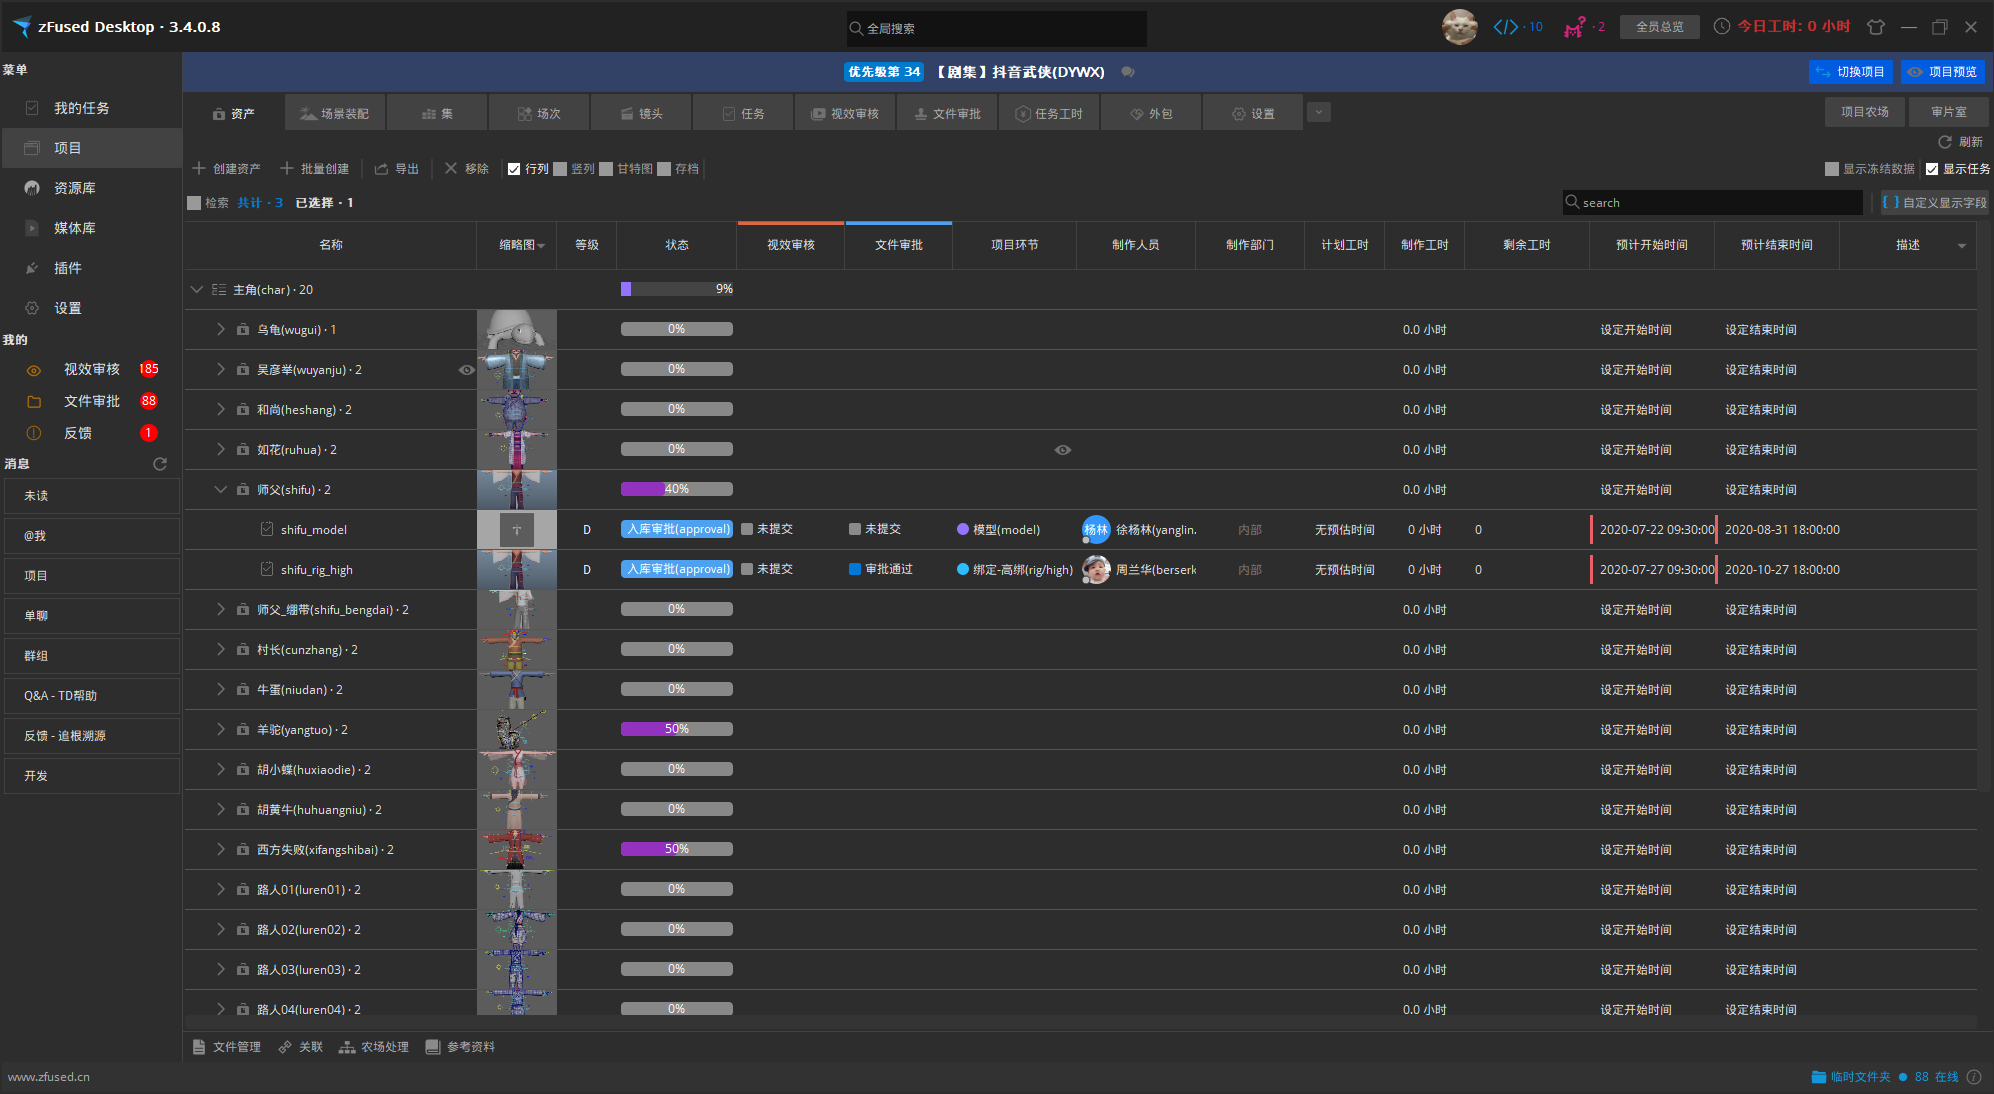 zFused Desktop · 3.4.0.8
全局搜索
· 10
· 2
全员总览
今日工时: 0 小时
菜单
我的任务
项目
资源库
媒体库
插件
设置
我的
视效审核 185
文件审批 88
反馈 1
消息
未读
@我
项目
单聊
群组
Q&A - TD帮助
反馈 - 追根溯源
开发
优先级第 34 【剧集】抖音武侠(DYWX)
切换项目 项目预览
资产 场景装配 集 场次 镜头 任务 视效审核 文件审批 任务工时 外包 设置
项目农场 审片室
刷新
创建资产 批量创建 导出 移除 行列 竖列 甘特图 存档
显示冻结数据 显示任务
检索 共计 · 3 已选择 · 1
search
{ } 自定义显示字段
名称 缩略图 等级 状态 视效审核 文件审批 项目环节 制作人员 制作部门 计划工时 制作工时 剩余工时 预计开始时间 预计结束时间 描述
主角(char) · 20 9%
乌龟(wugui) · 1 0% 0.0 小时 设定开始时间 设定结束时间
吴彦举(wuyanju) · 2 0% 0.0 小时 设定开始时间 设定结束时间
和尚(heshang) · 2 0% 0.0 小时 设定开始时间 设定结束时间
如花(ruhua) · 2 0% 0.0 小时 设定开始时间 设定结束时间
师父(shifu) · 2 40% 0.0 小时 设定开始时间 设定结束时间
shifu_model D 入库审批(approval) 未提交 未提交 模型(model) 杨林 徐杨林(yanglin. 内部 无预估时间 0 小时 0 2020-07-22 09:30:00 2020-08-31 18:00:00
shifu_rig_high D 入库审批(approval) 未提交 审批通过 绑定-高绑(rig/high) 周兰华(berserk 内部 无预估时间 0 小时 0 2020-07-27 09:30:00 2020-10-27 18:00:00
师父_绷带(shifu_bengdai) · 2 0% 0.0 小时 设定开始时间 设定结束时间
村长(cunzhang) · 2 0% 0.0 小时 设定开始时间 设定结束时间
牛蛋(niudan) · 2 0% 0.0 小时 设定开始时间 设定结束时间
羊驼(yangtuo) · 2 50% 0.0 小时 设定开始时间 设定结束时间
胡小蝶(huxiaodie) · 2 0% 0.0 小时 设定开始时间 设定结束时间
胡黄牛(huhuangniu) · 2 0% 0.0 小时 设定开始时间 设定结束时间
西方失败(xifangshibai) · 2 50% 0.0 小时 设定开始时间 设定结束时间
路人01(luren01) · 2 0% 0.0 小时 设定开始时间 设定结束时间
路人02(luren02) · 2 0% 0.0 小时 设定开始时间 设定结束时间
路人03(luren03) · 2 0% 0.0 小时 设定开始时间 设定结束时间
路人04(luren04) · 2 0% 0.0 小时 设定开始时间 设定结束时间
文件管理 关联 农场处理 参考资料
www.zfused.cn
临时文件夹 88 在线